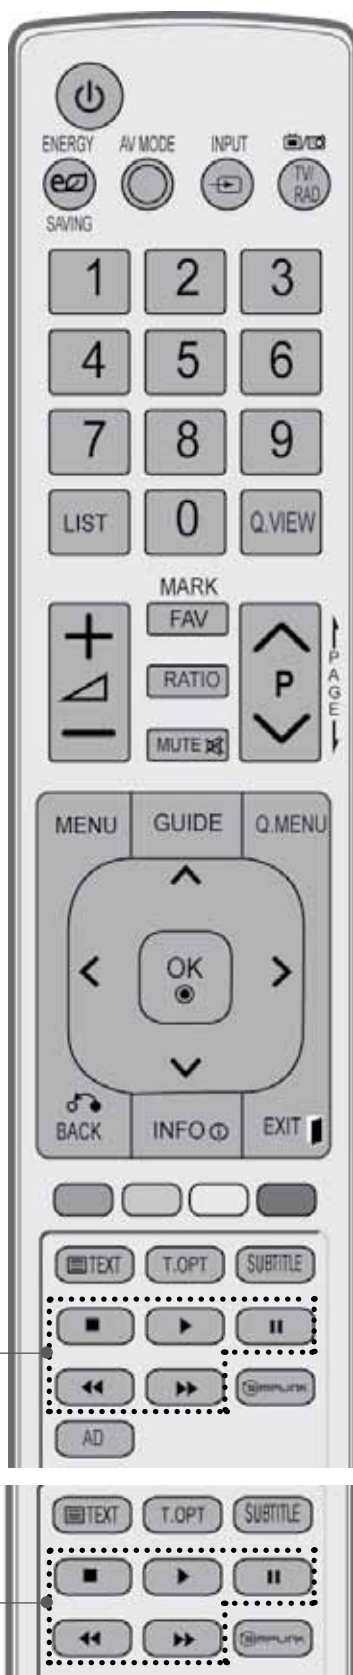 ENERGY AV MODE INPUT
TV/
RAD
SAVING
1 2 3
4 5 6
7 8 9
LIST 0 Q.VIEW
MARK
FAV
RATIO
P
PAGE
MUTE
MENU GUIDE Q.MENU
OK
BACK INFO EXIT
TEXT T.OPT SUBTITLE
SIMPLINK
AD
TEXT T.OPT SUBTITLE
SIMPLINK